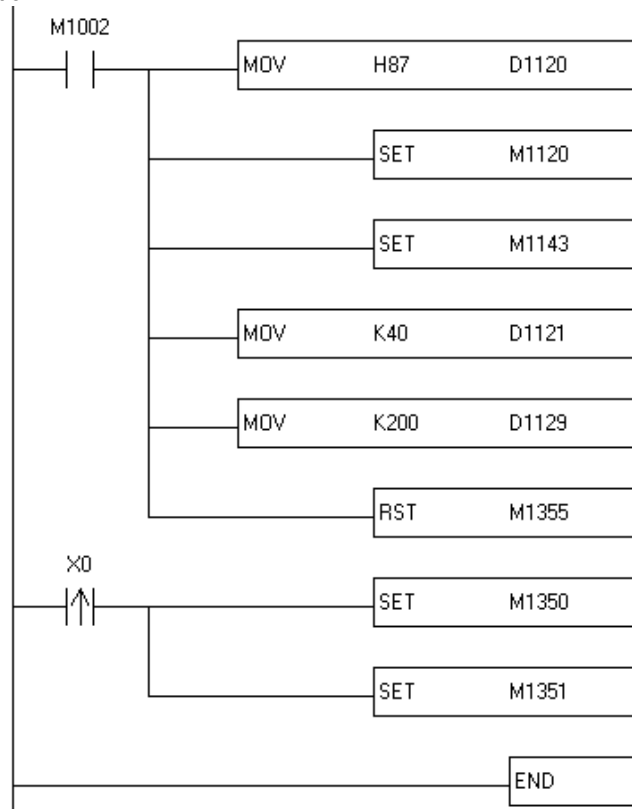 M1002
MOV H87 D1120
SET M1120
SET M1143
MOV K40 D1121
MOV K200 D1129
RST M1355
X0
SET M1350
SET M1351
END